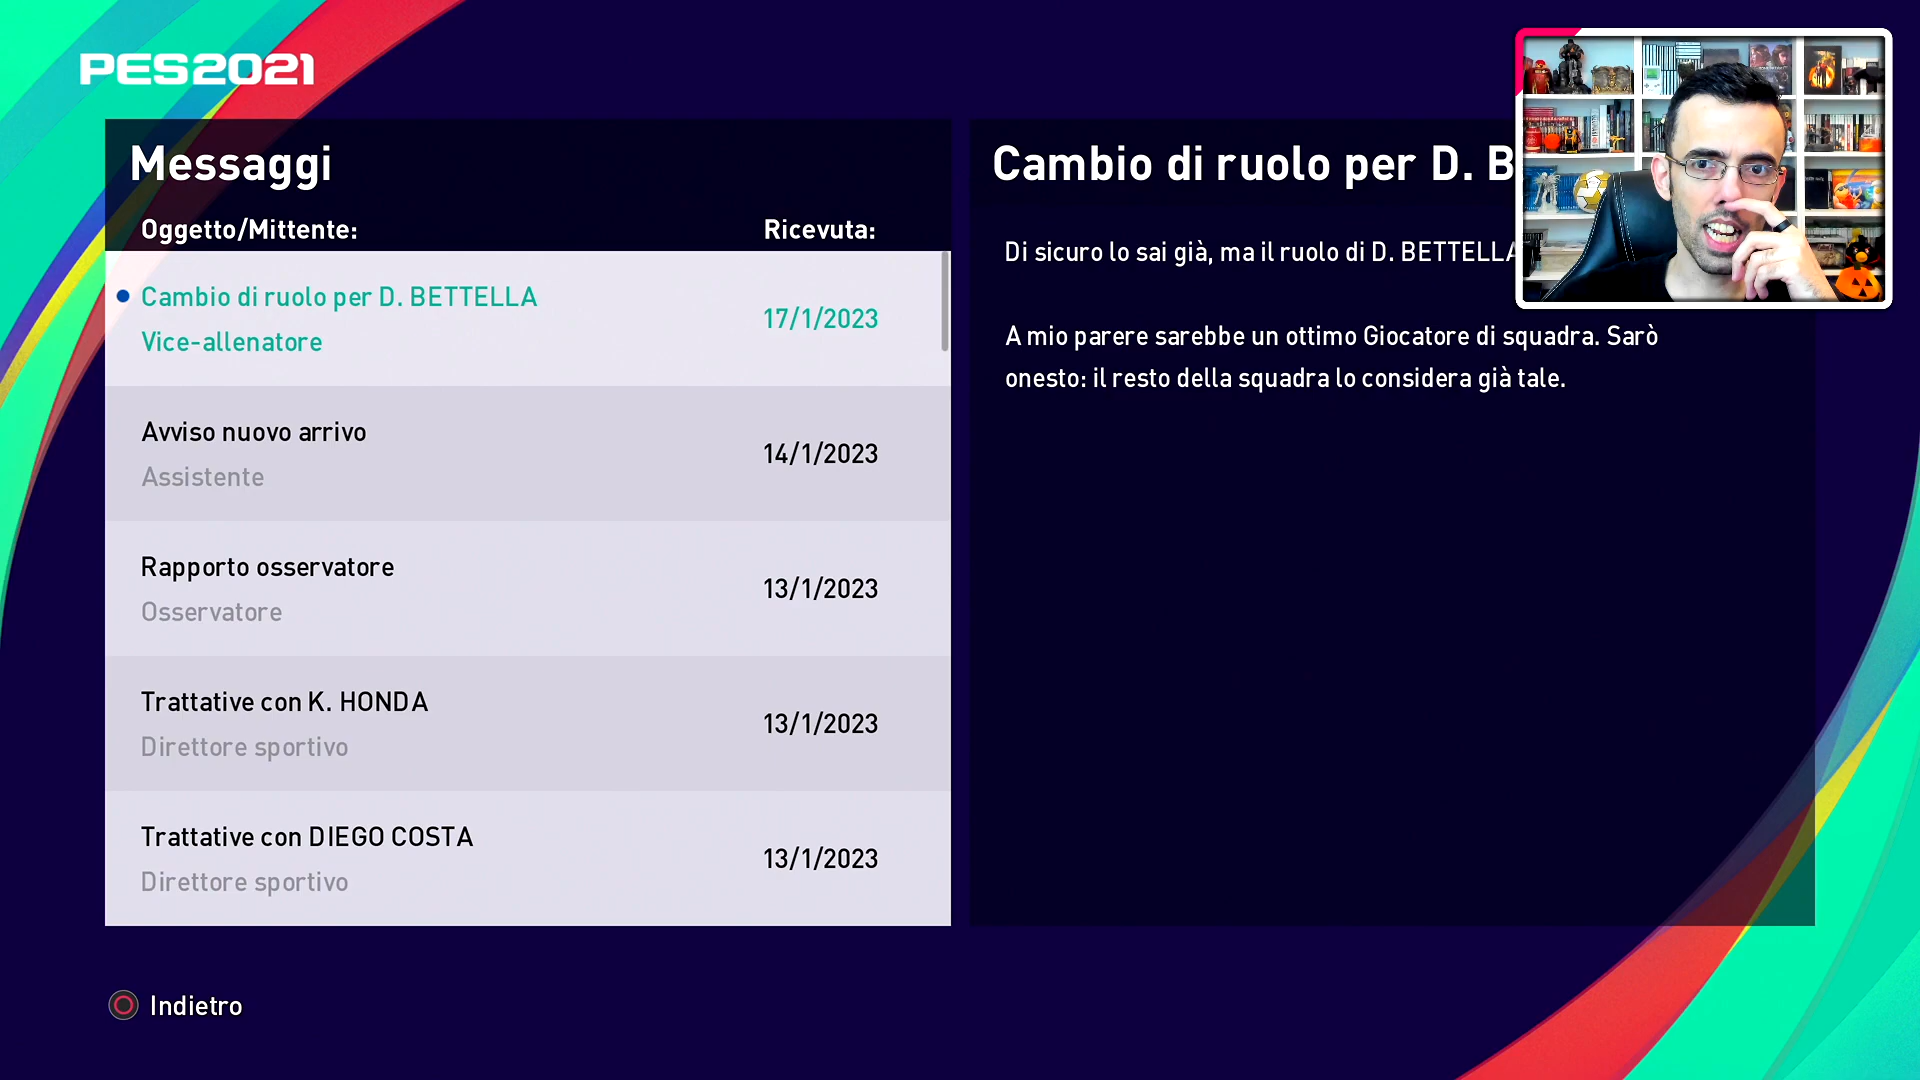 PES2021
Messaggi
Oggetto/Mittente: Ricevuta:
Cambio di ruolo per D. BETTELLA
Vice-allenatore
17/1/2023
Avviso nuovo arrivo
Assistente
14/1/2023
Rapporto osservatore
Osservatore
13/1/2023
Trattative con K. HONDA
Direttore sportivo
13/1/2023
Trattative con DIEGO COSTA
Direttore sportivo
13/1/2023
Cambio di ruolo per D. B
Di sicuro lo sai già, ma il ruolo di D. BETTELLA
A mio parere sarebbe un ottimo Giocatore di squadra. Sarò
onesto: il resto della squadra lo considera già tale.
Indietro